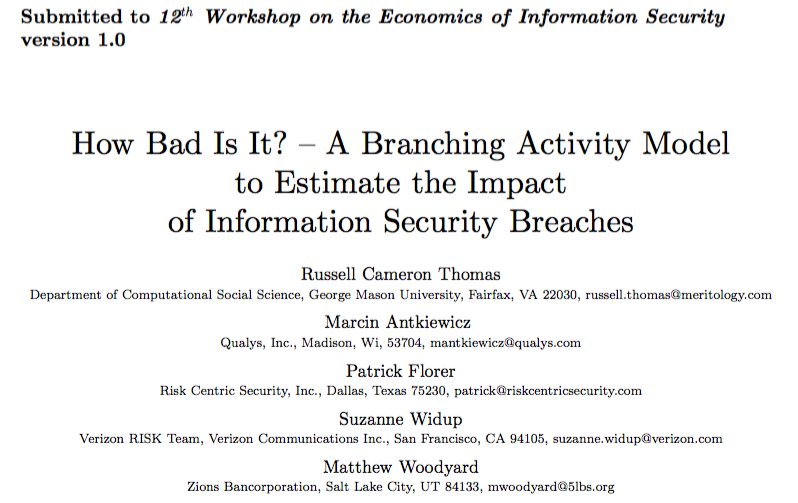 Submitted to 12th Workshop on the Economics of Information Security
version 1.0
How Bad Is It? – A Branching Activity Model
to Estimate the Impact
of Information Security Breaches
Russell Cameron Thomas
Department of Computational Social Science, George Mason University, Fairfax, VA 22030, russell.thomas@meritology.com
Marcin Antkiewicz
Qualys, Inc., Madison, Wi, 53704, mantkiewicz@qualys.com
Patrick Florer
Risk Centric Security, Inc., Dallas, Texas 75230, patrick@riskcentricsecurity.com
Suzanne Widup
Verizon RISK Team, Verizon Communications Inc., San Francisco, CA 94105, suzanne.widup@verizon.com
Matthew Woodyard
Zions Bancorporation, Salt Lake City, UT 84133, mwoodyard@5lbs.org